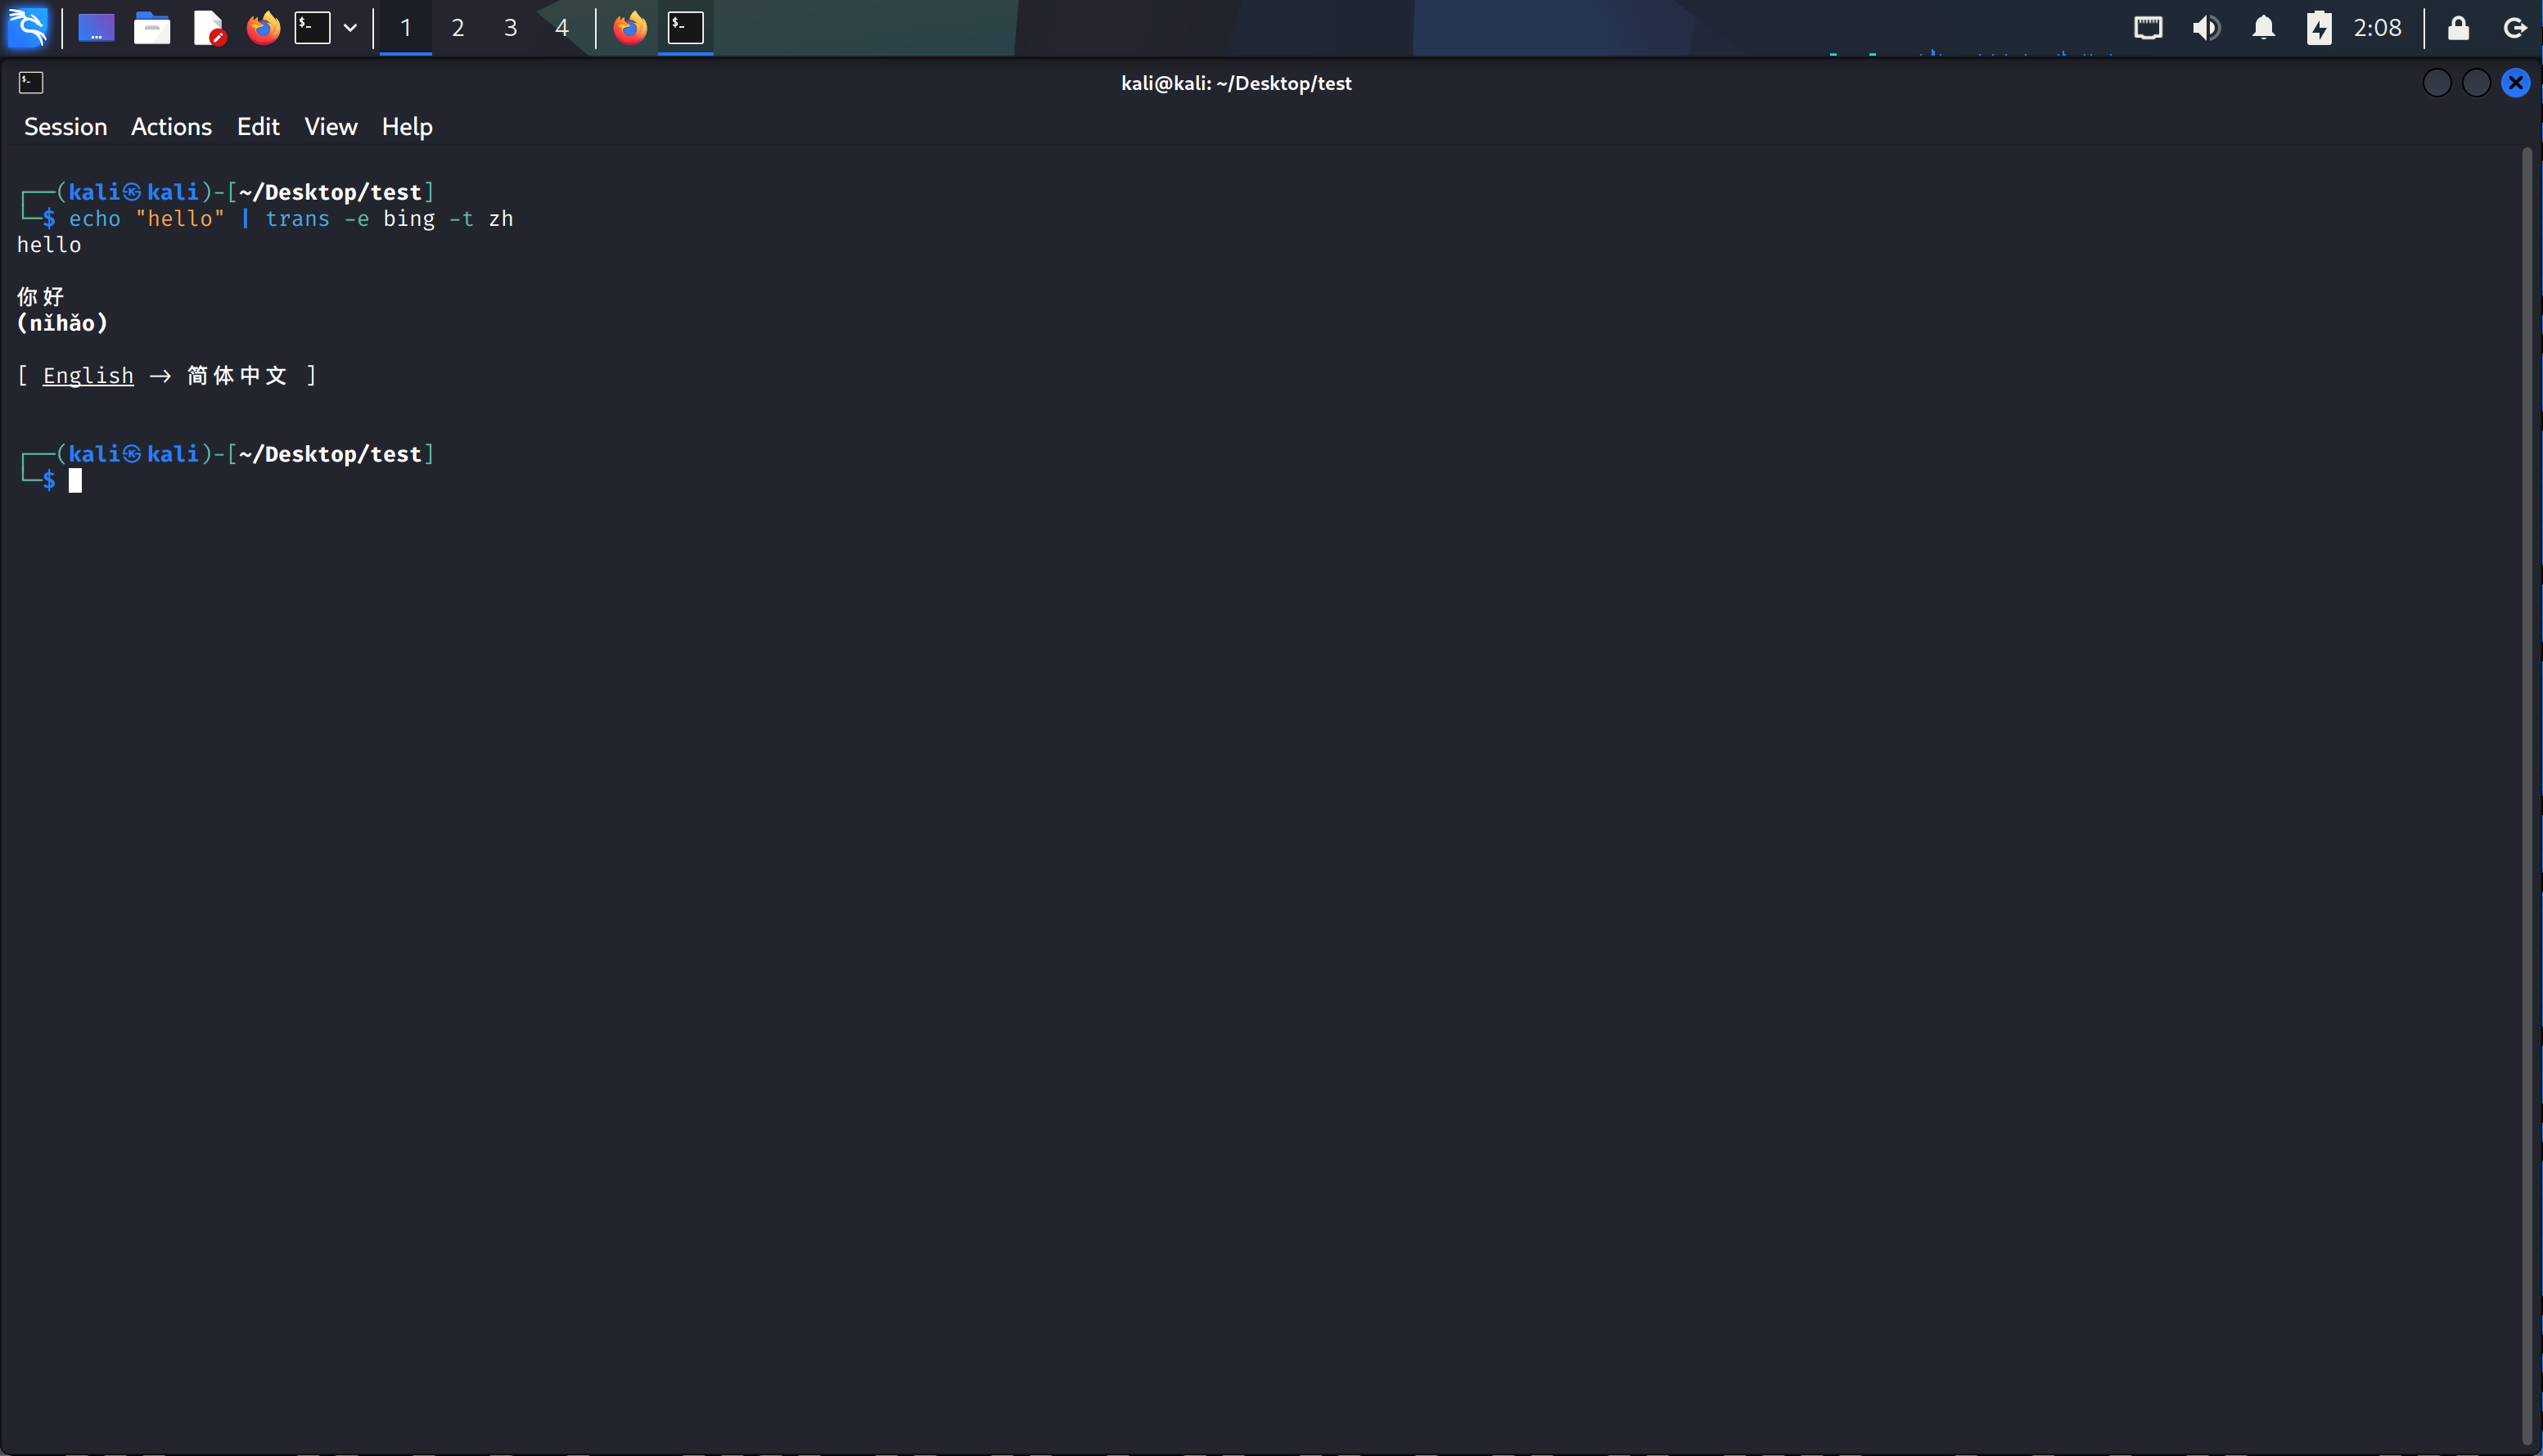 1 2 3 4 2:08
kali@kali: ~/Desktop/test
Session Actions Edit View Help
┌──(kali㉿kali)-[~/Desktop/test]
└─$ echo "hello" | trans -e bing -t zh
hello
你好
(nǐhǎo)
[ English -> 简体中文 ]
┌──(kali㉿kali)-[~/Desktop/test]
└─$